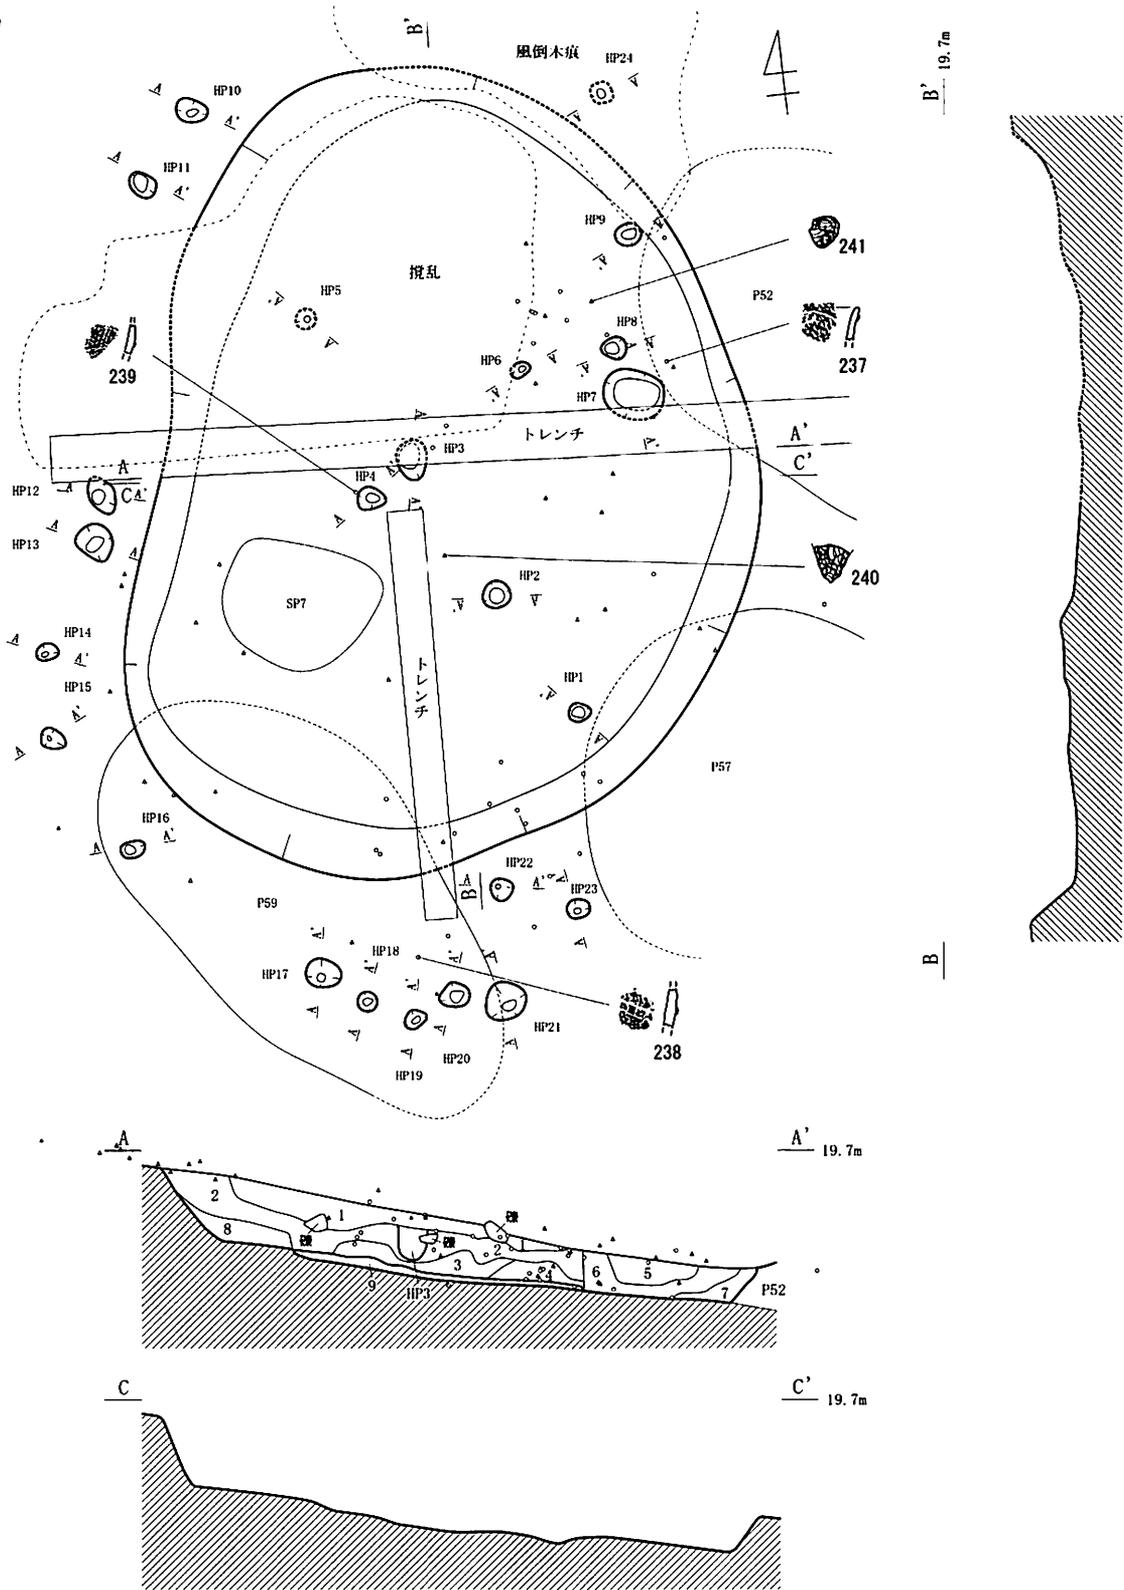 B'
風倒木痕
HP24
B' 19.7m
HP10
A
A'
HP11
A
A'
HP9
241
撹乱
HP5
P52
HP8
237
HP6
239
HP7
トレンチ
A'
C'
HP3
HP4
A
C
HP12
A
A'
HP13
A
A
240
HP2
SP7
HP14
A
A'
HP15
A'
A
トレンチ
HP1
P57
HP16
A
A'
HP22
A
B
A'
HP23
P59
HP18
B
HP17
HP21
HP20
HP19
238
A
A' 19.7m
2
1
礫
礫
礫
8
2
3
4
6
5
7
P52
9
HP3
C
C' 19.7m